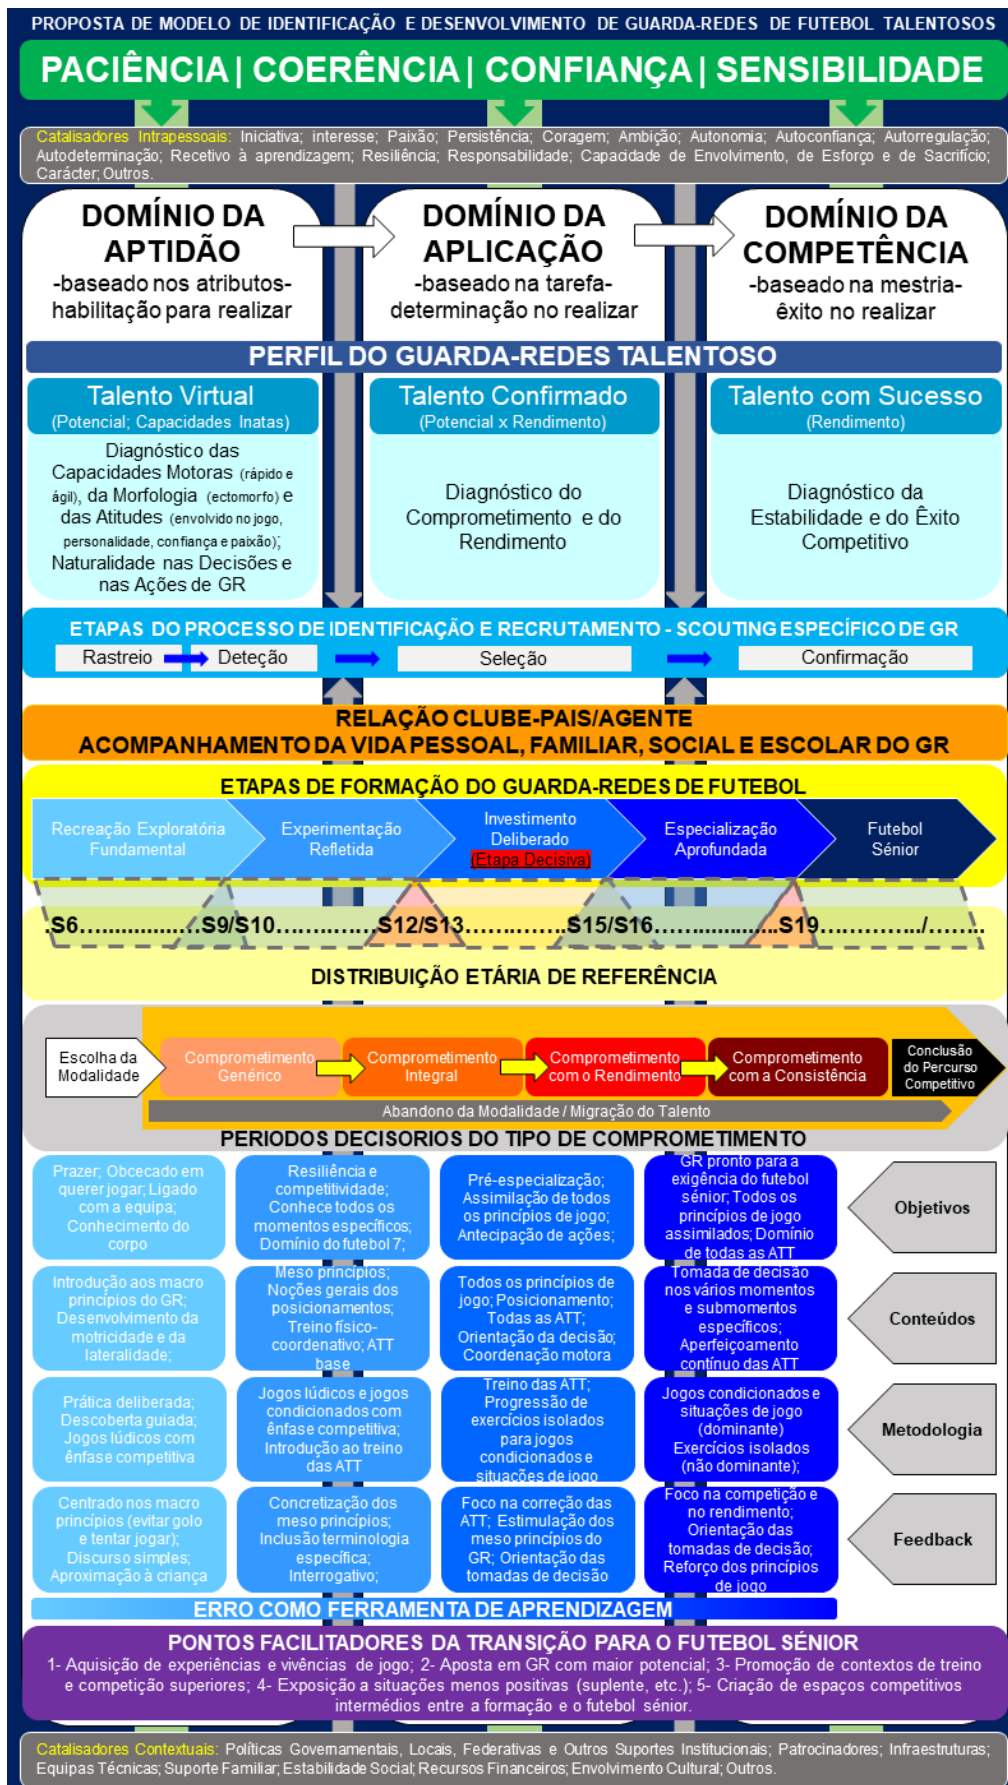 PROPOSTA DE MODELO DE IDENTIFICAÇÃO E DESENVOLVIMENTO DE GUARDA-REDES DE FUTEBOL TALENTOSOS
PACIÊNCIA | COERÊNCIA | CONFIANÇA | SENSIBILIDADE
Catalisadores Intrapessoais: Iniciativa; interesse; Paixão; Persistência; Coragem; Ambição; Autonomia; Autoconfiança; Autorregulação;
Autodeterminação; Recetivo à aprendizagem; Resiliência; Responsabilidade; Capacidade de Envolvimento, de Esforço e de Sacrifício;
Carácter; Outros.
DOMÍNIO DA
APTIDÃO
-baseado nos atributos-
habilitação para realizar
DOMÍNIO DA
APLICAÇÃO
-baseado na tarefa-
determinação no realizar
DOMÍNIO DA
COMPETÊNCIA
-baseado na mestria-
êxito no realizar
PERFIL DO GUARDA-REDES TALENTOSO
Talento Virtual
(Potencial; Capacidades Inatas)
Talento Confirmado
(Potencial x Rendimento)
Talento com Sucesso
(Rendimento)
Diagnóstico das
Capacidades Motoras (rápido e
ágil), da Morfologia (ectomorfo) e
das Atitudes (envolvido no jogo,
personalidade, confiança e paixão);
Naturalidade nas Decisões e
nas Ações de GR
Diagnóstico do
Comprometimento e do
Rendimento
Diagnóstico da
Estabilidade e do Êxito
Competitivo
ETAPAS DO PROCESSO DE IDENTIFICAÇÃO E RECRUTAMENTO - SCOUTING ESPECÍFICO DE GR
Rastreio
Deteção
Seleção
Confirmação
RELAÇÃO CLUBE-PAIS/AGENTE
ACOMPANHAMENTO DA VIDA PESSOAL, FAMILIAR, SOCIAL E ESCOLAR DO GR
ETAPAS DE FORMAÇÃO DO GUARDA-REDES DE FUTEBOL
Recreação Exploratória
Fundamental
Experimentação
Refletida
Investimento
Deliberado
(Etapa Decisiva)
Especialização
Aprofundada
Futebol
Sénior
.S6..................S9/S10..................S12/S13..................S15/S16..................S19............../........
DISTRIBUIÇÃO ETÁRIA DE REFERÊNCIA
Escolha da
Modalidade
Comprometimento
Genérico
Comprometimento
Integral
Comprometimento
com o Rendimento
Comprometimento
com a Consistência
Conclusão
do Percurso
Competitivo
Abandono da Modalidade / Migração do Talento
PERIODOS DECISORIOS DO TIPO DE COMPROMETIMENTO
Prazer; Obcecado em
querer jogar; Ligado
com a equipa;
Conhecimento do
corpo
Resiliência e
competitividade;
Conhece todos os
momentos específicos;
Domínio do futebol 7;
Pré-especialização;
Assimilação de todos
os princípios de jogo;
Antecipação de ações;
GR pronto para a
exigência do futebol
sénior; Todos os
princípios de jogo
assimilados; Domínio
de todas as ATT
Objetivos
Introdução aos macro
princípios do GR;
Desenvolvimento da
motricidade e da
lateralidade;
Meso princípios;
Noções gerais dos
posicionamentos;
Treino físico-
coordenativo; ATT
base
Todos os princípios de
jogo; Posicionamento;
Todas as ATT;
Orientação da decisão;
Coordenação motora
Tomada de decisão
nos vários momentos
e submomentos
específicos;
Aperfeiçoamento
contínuo das ATT
Conteúdos
Prática deliberada;
Descoberta guiada;
Jogos lúdicos com
ênfase competitiva
Jogos lúdicos e jogos
condicionados com
ênfase competitiva;
Introdução ao treino
das ATT
Treino das ATT;
Progressão de
exercícios isolados
para jogos
condicionados e
situações de jogo
Jogos condicionados e
situações de jogo
(dominante)
Exercícios isolados
(não dominante);
Metodologia
Centrado nos macro
princípios (evitar golo
e tentar jogar);
Discurso simples;
Aproximação à criança
Concretização dos
meso princípios;
Inclusão terminologia
específica;
Interrogativo;
Foco na correção das
ATT; Estimulação dos
meso princípios do
GR; Orientação das
tomadas de decisão
Foco na competição e
no rendimento;
Orientação das
tomadas de decisão;
Reforço dos princípios
de jogo
Feedback
ERRO COMO FERRAMENTA DE APRENDIZAGEM
PONTOS FACILITADORES DA TRANSIÇÃO PARA O FUTEBOL SÉNIOR
1- Aquisição de experiências e vivências de jogo; 2- Aposta em GR com maior potencial; 3- Promoção de contextos de treino
e competição superiores; 4- Exposição a situações menos positivas (suplente, etc.); 5- Criação de espaços competitivos
intermédios entre a formação e o futebol sénior.
Catalisadores Contextuais: Políticas Governamentais, Locais, Federativas e Outros Suportes Institucionais; Patrocinadores; Infraestruturas;
Equipas Técnicas; Suporte Familiar; Estabilidade Social; Recursos Financeiros; Envolvimento Cultural; Outros.